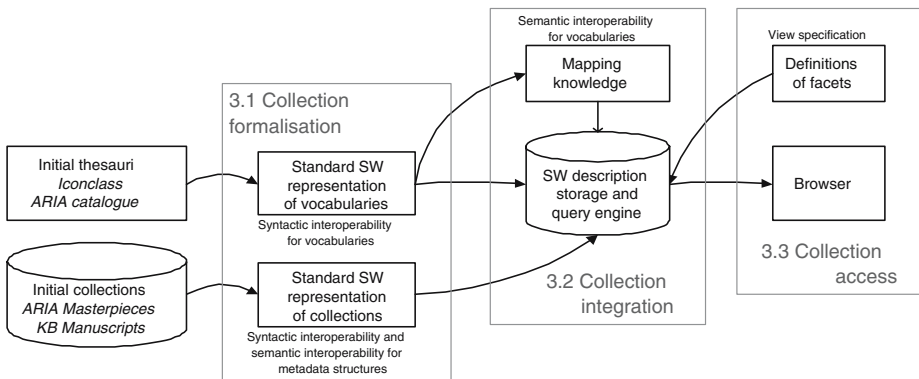 Initial thesauri
Iconclass
ARIA catalogue
Initial collections
ARIA Masterpieces
KB Manuscripts
3.1 Collection
formalisation
Standard SW
representation
of vocabularies
Syntactic interoperability
for vocabularies
Standard SW
representation
of collections
Syntactic interoperability and
semantic interoperability for
metadata structures
Semantic interoperability
for vocabularies
Mapping
knowledge
SW description
storage and
query engine
3.2 Collection
integration
View specification
Definitions
of facets
Browser
3.3 Collection
access